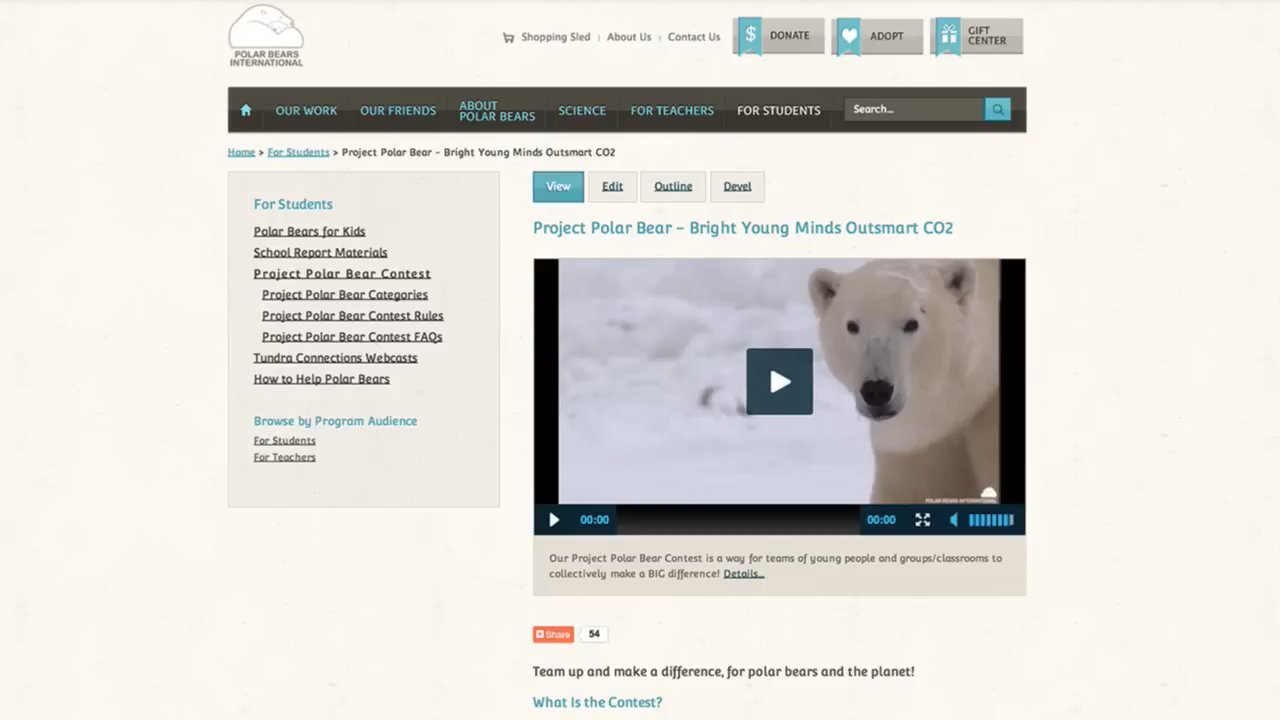 POLAR BEARS
INTERNATIONAL
Shopping Sled
About Us
Contact Us
$ DONATE
ADOPT
GIFT
CENTER
OUR WORK
OUR FRIENDS
ABOUT
POLAR BEARS
SCIENCE
FOR TEACHERS
FOR STUDENTS
Search...
Home > For Students > Project Polar Bear - Bright Young Minds Outsmart CO2
For Students
Polar Bears for Kids
School Report Materials
Project Polar Bear Contest
Project Polar Bear Categories
Project Polar Bear Contest Rules
Project Polar Bear Contest FAQs
Tundra Connections Webcasts
How to Help Polar Bears
Browse by Program Audience
For Students
For Teachers
View
Edit
Outline
Devel
Project Polar Bear - Bright Young Minds Outsmart CO2
POLAR BEARS INTERNATIONAL
00:00
00:00
Our Project Polar Bear Contest is a way for teams of young people and groups/classrooms to
collectively make a BIG difference! Details...
Share
54
Team up and make a difference, for polar bears and the planet!
What Is the Contest?